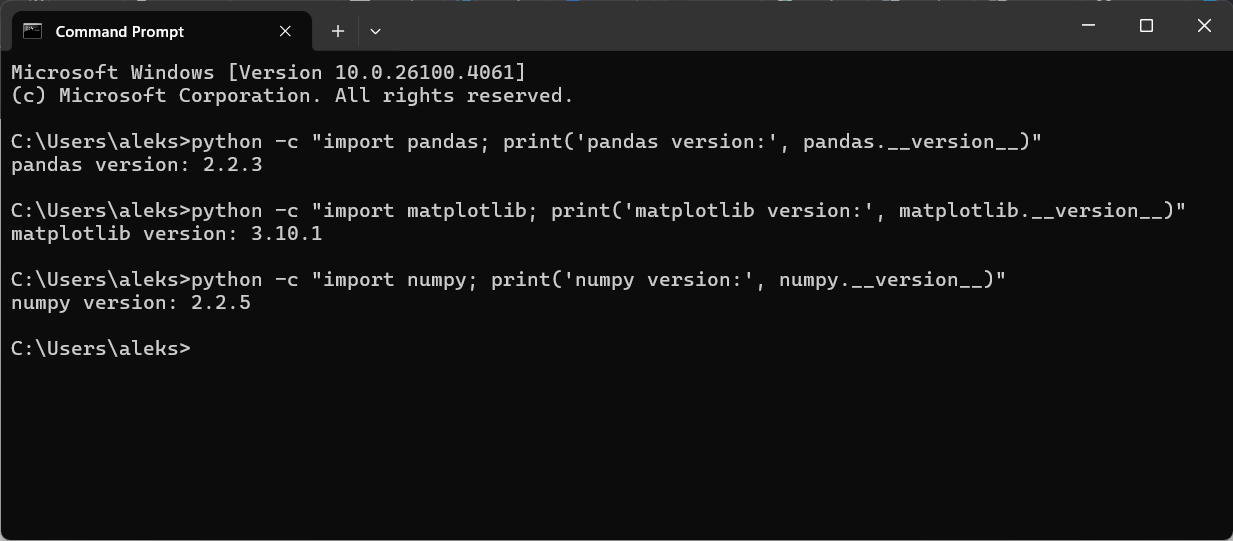 Command Prompt
Microsoft Windows [Version 10.0.26100.4061]
(c) Microsoft Corporation. All rights reserved.
C:\Users\aleks>python -c "import pandas; print('pandas version:', pandas.__version__)"
pandas version: 2.2.3
C:\Users\aleks>python -c "import matplotlib; print('matplotlib version:', matplotlib.__version__)"
matplotlib version: 3.10.1
C:\Users\aleks>python -c "import numpy; print('numpy version:', numpy.__version__)"
numpy version: 2.2.5
C:\Users\aleks>